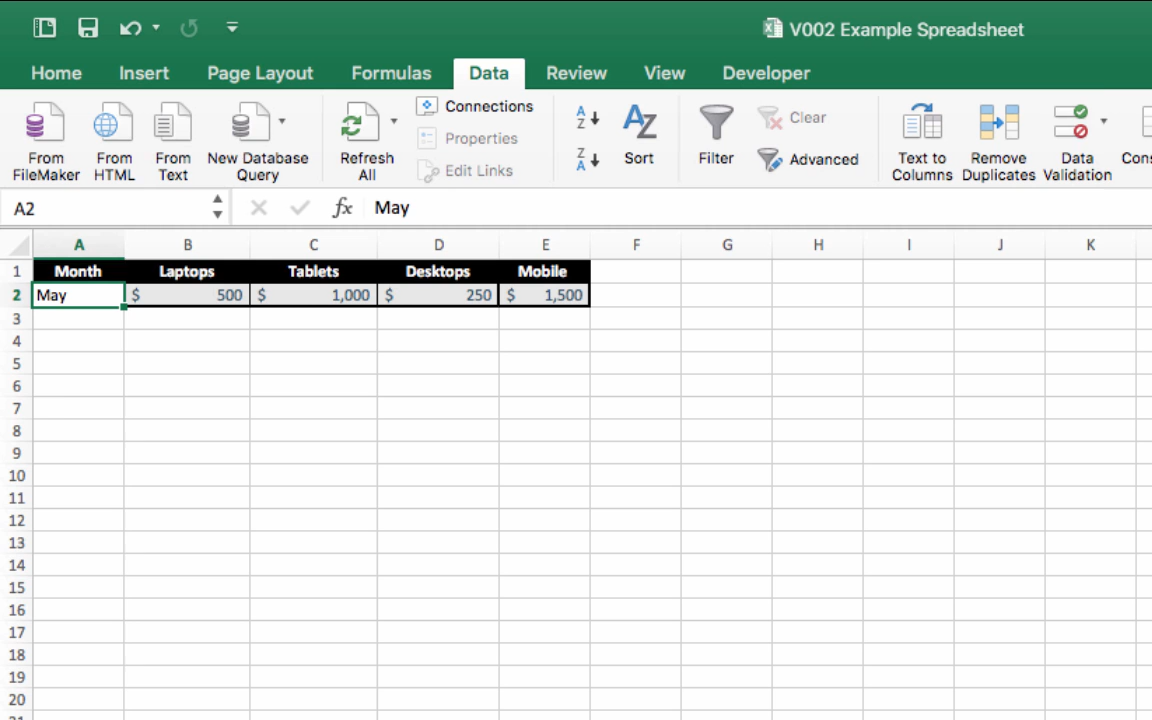 V002 Example Spreadsheet
Home Insert Page Layout Formulas Data Review View Developer
From FileMaker
From HTML
From Text
New Database Query
Refresh All
Connections
Properties
Edit Links
A Z
Z A
AZ
Sort
Filter
Clear
Advanced
Text to Columns
Remove Duplicates
Data Validation
A2 fx May
A B C D E F G H I J K
1 Month Laptops Tablets Desktops Mobile
2 May $ 500 $ 1,000 $ 250 $ 1,500
3
4
5
6
7
8
9
10
11
12
13
14
15
16
17
18
19
20